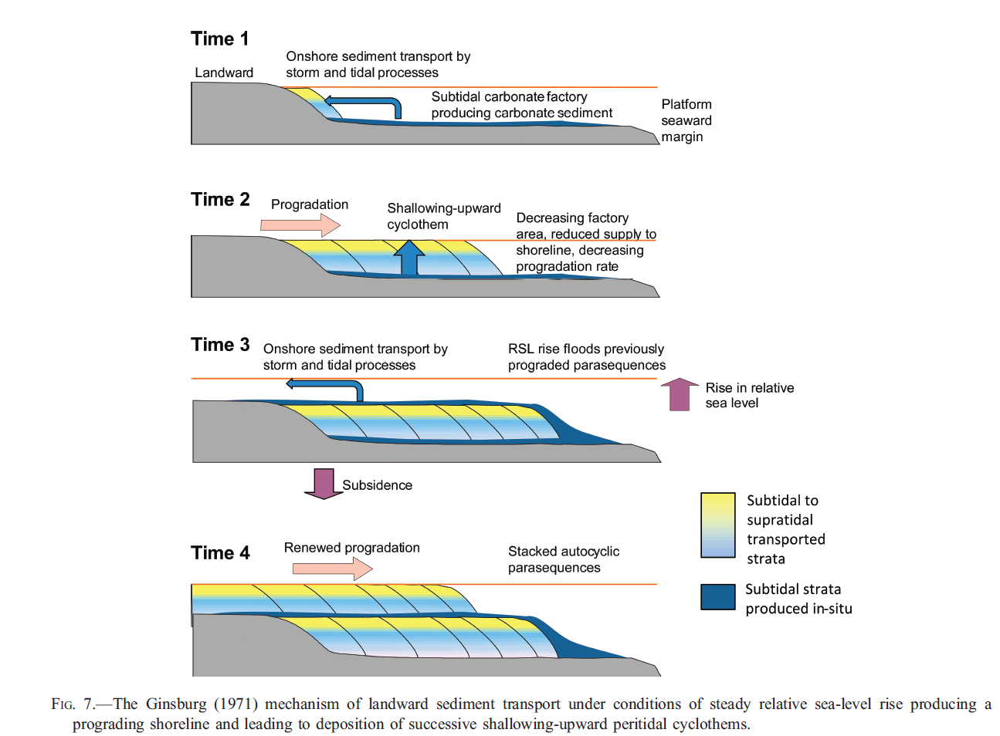 Time 1
Onshore sediment transport by
storm and tidal processes
Landward
Subtidal carbonate factory
producing carbonate sediment
Platform
seaward
margin
Time 2
Progradation
Shallowing-upward
cyclothem
Decreasing factory
area, reduced supply to
shoreline, decreasing
progradation rate
Time 3
Onshore sediment transport by
storm and tidal processes
RSL rise floods previously
prograded parasequences
Rise in relative
sea level
Subsidence
Subtidal to
supratidal
transported
strata
Subtidal strata
produced in-situ
Time 4
Renewed progradation
Stacked autocyclic
parasequences
FIG. 7.—The Ginsburg (1971) mechanism of landward sediment transport under conditions of steady relative sea-level rise producing a
prograding shoreline and leading to deposition of successive shallowing-upward peritidal cyclothems.